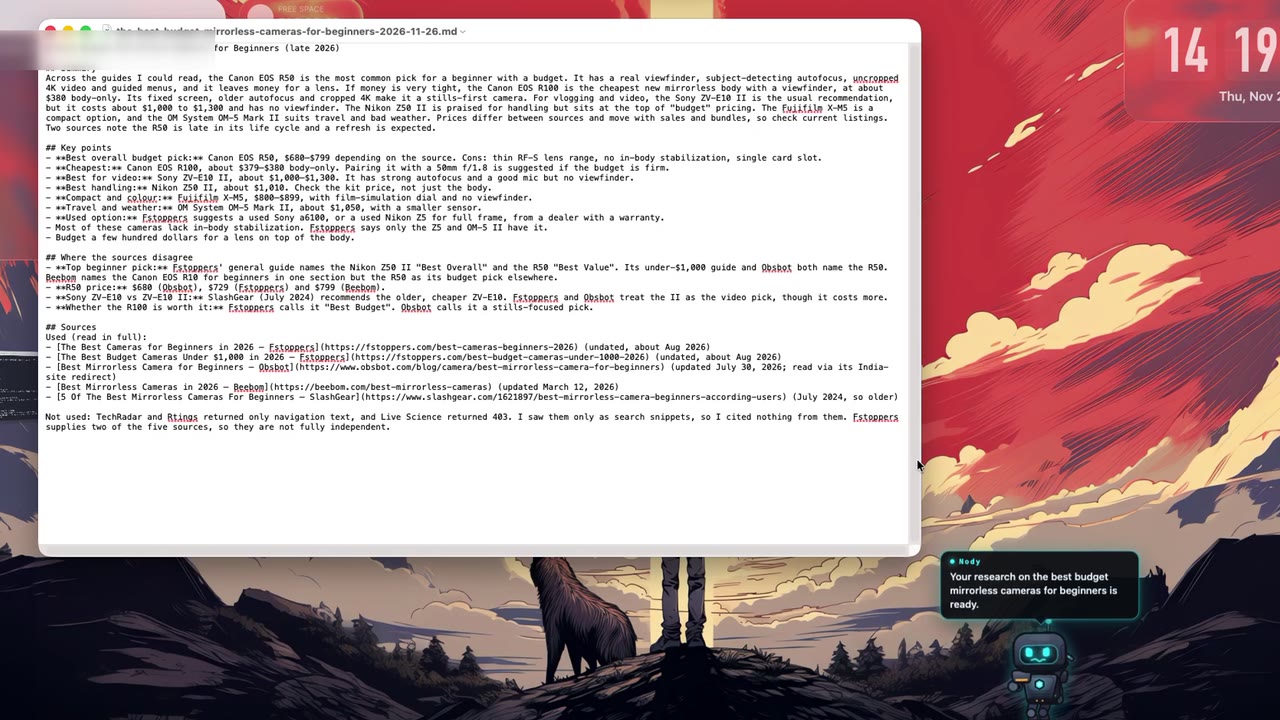 FREE SPACE
the-best-budget-mirrorless-cameras-for-beginners-2026-11-26.md
for Beginners (late 2026)
Across the guides I could read, the Canon EOS R50 is the most common pick for a beginner with a budget. It has a real viewfinder, subject-detecting autofocus, uncropped
4K video and guided menus, and it leaves money for a lens. If money is very tight, the Canon EOS R100 is the cheapest new mirrorless body with a viewfinder, at about
$380 body-only. Its fixed screen, older autofocus and cropped 4K make it a stills-first camera. For vlogging and video, the Sony ZV-E10 II is the usual recommendation,
but it costs about $1,000 to $1,300 and has no viewfinder. The Nikon Z50 II is praised for handling but sits at the top of "budget" pricing. The Fujifilm X-M5 is a
compact option, and the OM System OM-5 Mark II suits travel and bad weather. Prices differ between sources and move with sales and bundles, so check current listings.
Two sources note the R50 is late in its life cycle and a refresh is expected.
## Key points
- **Best overall budget pick:** Canon EOS R50, $680–$799 depending on the source. Cons: thin RF-S lens range, no in-body stabilization, single card slot.
- **Cheapest:** Canon EOS R100, about $379–$380 body-only. Pairing it with a 50mm f/1.8 is suggested if the budget is firm.
- **Best for video:** Sony ZV-E10 II, about $1,000–$1,300. It has strong autofocus and a good mic but no viewfinder.
- **Best handling:** Nikon Z50 II, about $1,010. Check the kit price, not just the body.
- **Compact and colour:** Fujifilm X-M5, $800–$899, with film-simulation dial and no viewfinder.
- **Travel and weather:** OM System OM-5 Mark II, about $1,050, with a smaller sensor.
- **Used option:** Fstoppers suggests a used Sony a6100, or a used Nikon Z5 for full frame, from a dealer with a warranty.
- Most of these cameras lack in-body stabilization. Fstoppers says only the Z5 and OM-5 II have it.
- Budget a few hundred dollars for a lens on top of the body.
## Where the sources disagree
- **Top beginner pick:** Fstoppers' general guide names the Nikon Z50 II "Best Overall" and the R50 "Best Value". Its under-$1,000 guide and Obsbot both name the R50.
Beebom names the Canon EOS R10 for beginners in one section but the R50 as its budget pick elsewhere.
- **R50 price:** $680 (Obsbot), $729 (Fstoppers) and $799 (Beebom).
- **Sony ZV-E10 vs ZV-E10 II:** SlashGear (July 2024) recommends the older, cheaper ZV-E10. Fstoppers and Obsbot treat the II as the video pick, though it costs more.
- **Whether the R100 is worth it:** Fstoppers calls it "Best Budget". Obsbot calls it a stills-focused pick.
## Sources
Used (read in full):
- [The Best Cameras for Beginners in 2026 — Fstoppers](https://fstoppers.com/best-cameras-beginners-2026) (undated, about Aug 2026)
- [The Best Budget Cameras Under $1,000 in 2026 — Fstoppers](https://fstoppers.com/best-budget-cameras-under-1000-2026) (undated, about Aug 2026)
- [Best Mirrorless Camera for Beginners — Obsbot](https://www.obsbot.com/blog/camera/best-mirrorless-camera-for-beginners) (updated July 30, 2026; read via its India-
site redirect)
- [Best Mirrorless Cameras in 2026 — Beebom](https://beebom.com/best-mirrorless-cameras) (updated March 12, 2026)
- [5 Of The Best Mirrorless Cameras For Beginners — SlashGear](https://www.slashgear.com/1621897/best-mirrorless-camera-beginners-according-users) (July 2024, so older)
Not used: TechRadar and Rtings returned only navigation text, and Live Science returned 403. I saw them only as search snippets, so I cited nothing from them. Fstoppers
supplies two of the five sources, so they are not fully independent.
14 19
Thu, Nov 2
Nody
Your research on the best budget
mirrorless cameras for beginners is
ready.